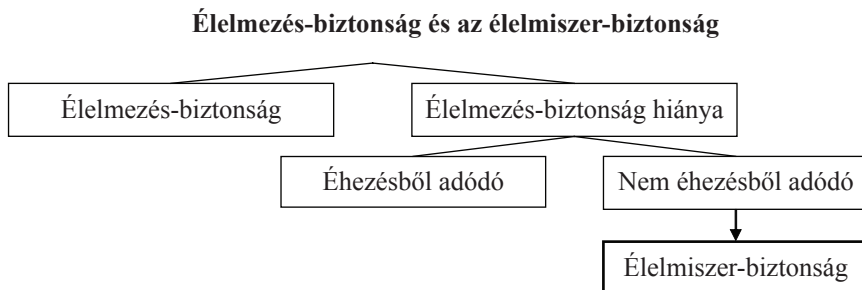 Élelmezés-biztonság és az élelmiszer-biztonság
Élelmezés-biztonság
Élelmezés-biztonság hiánya
Éhezésből adódó
Nem éhezésből adódó
Élelmiszer-biztonság